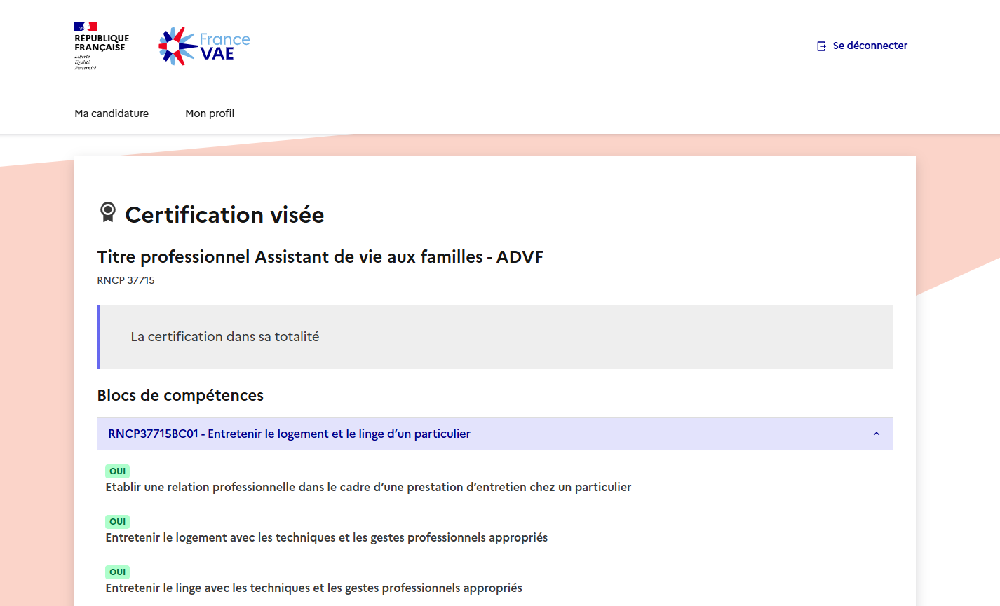 RÉPUBLIQUE
FRANÇAISE
Liberté
Égalité
Fraternité
France
VAE
Se déconnecter
Ma candidature
Mon profil
Certification visée
Titre professionnel Assistant de vie aux familles - ADVF
RNCP 37715
La certification dans sa totalité
Blocs de compétences
RNCP37715BC01 - Entretenir le logement et le linge d’un particulier
OUI
Etablir une relation professionnelle dans le cadre d’une prestation d’entretien chez un particulier
OUI
Entretenir le logement avec les techniques et les gestes professionnels appropriés
OUI
Entretenir le linge avec les techniques et les gestes professionnels appropriés